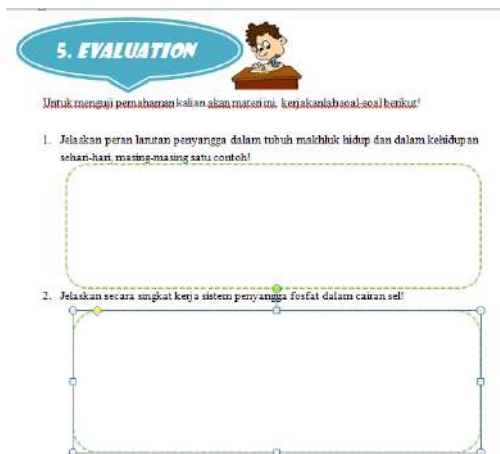 5. EVALUATION
Untuk menguji pemahaman kalian akan materi ini, kerjakanlah soal-soal berikut!
1. Jelaskan peran larutan penyangga dalam tubuh makhluk hidup dan dalam kehidupan
sehari-hari, masing-masing satu contoh!
2. Jelaskan secara singkat kerja sistem penyangga fosfat dalam cairan sel!